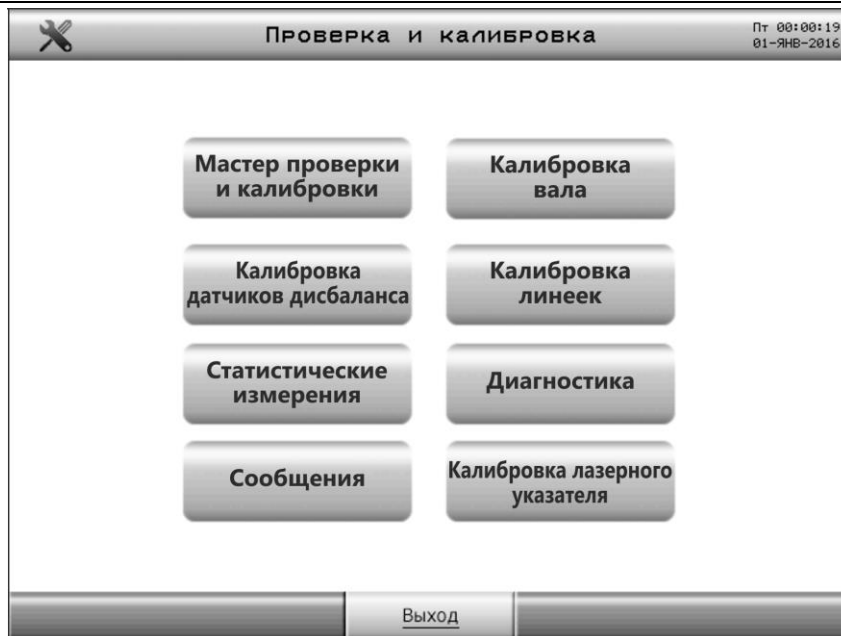 Проверка и калибровка
Пт 00:00:19
01-ЯНВ-2016
Мастер проверки
и калибровки
Калибровка
вала
Калибровка
датчиков дисбаланса
Калибровка
линеек
Статистические
измерения
Диагностика
Сообщения
Калибровка лазерного
указателя
Выход